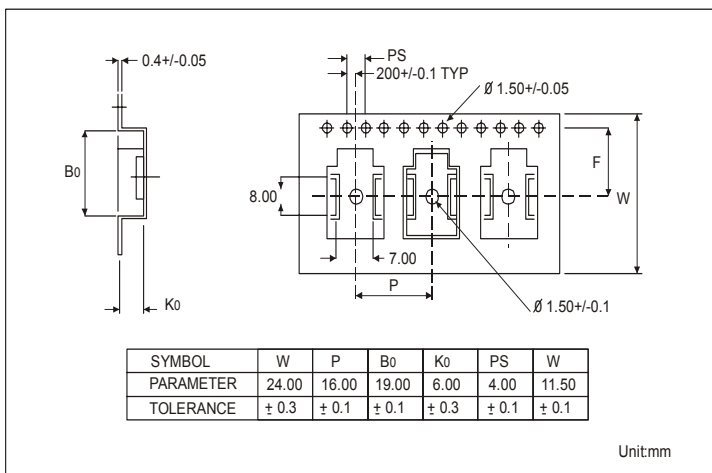 0.4+/-0.05
PS
200+/-0.1 TYP
Ø 1.50+/-0.05
B0
8.00
F
W
7.00
P
K0
Ø 1.50+/-0.1
SYMBOL W P B0 K0 PS W
PARAMETER 24.00 16.00 19.00 6.00 4.00 11.50
TOLERANCE ± 0.3 ± 0.1 ± 0.1 ± 0.3 ± 0.1 ± 0.1
Unit:mm